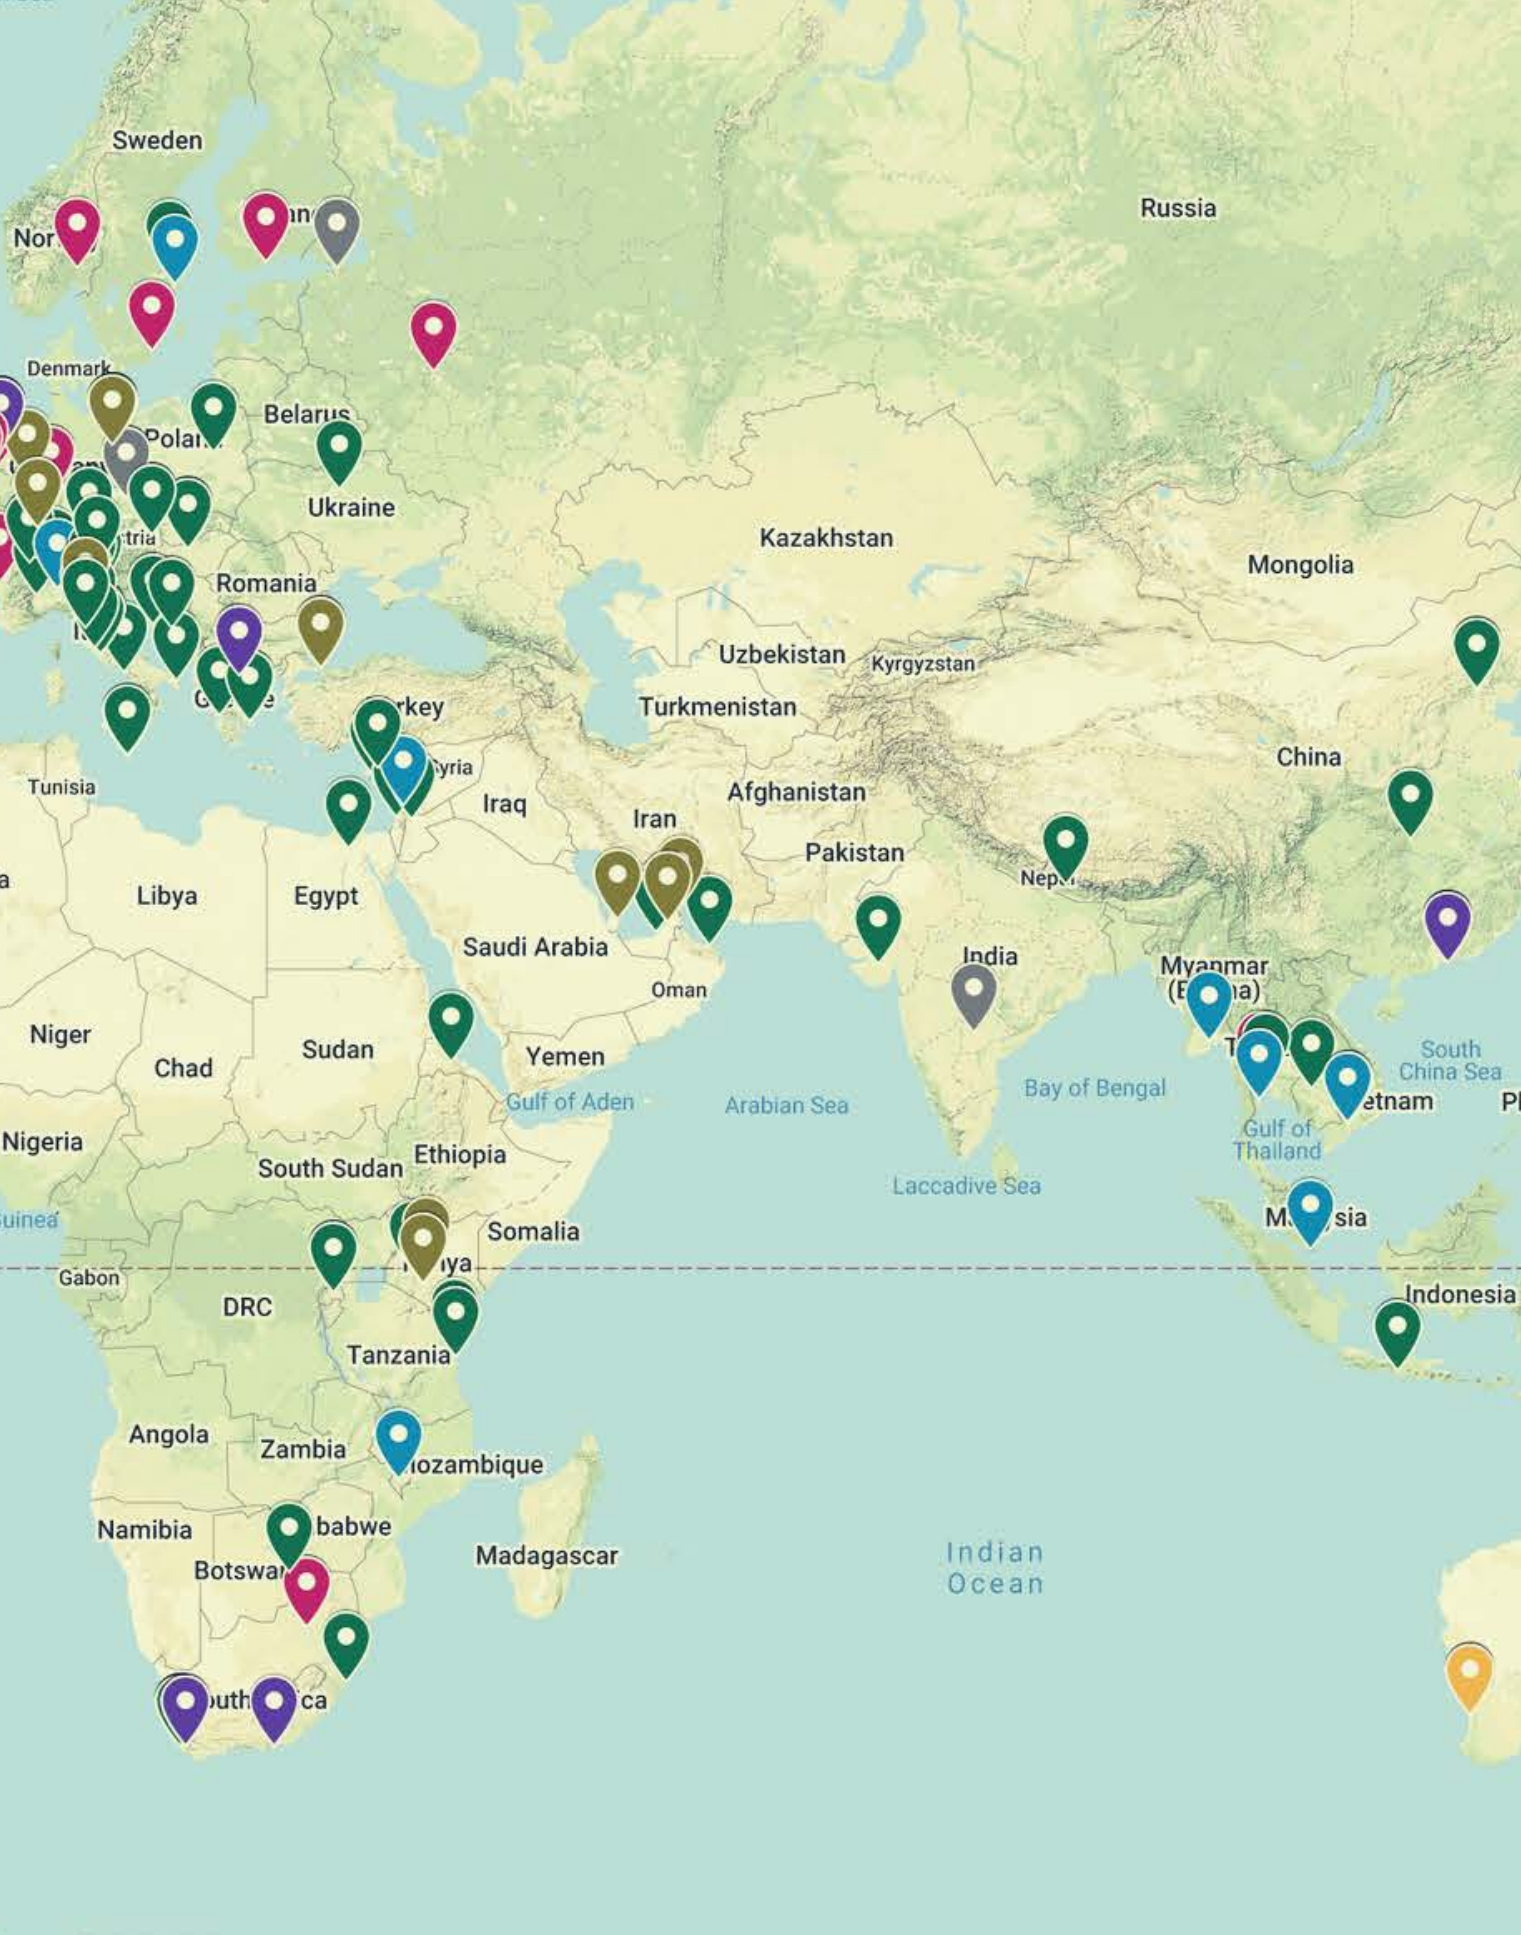 Sweden
Russia
Denmark
Belarus
Ukraine
Kazakhstan
Mongolia
Romania
Uzbekistan
Kyrgyzstan
Turkmenistan
China
Tunisia
Iraq
Iran
Afghanistan
Pakistan
Libya
Egypt
Saudi Arabia
India
Myanmar
Oman
Niger
Chad
Sudan
Yemen
South
China Sea
Gulf of Aden
Arabian Sea
Bay of Bengal
Nigeria
South Sudan
Ethiopia
Gulf of
Thailand
Laccadive Sea
Somalia
Gabon
DRC
Indonesia
Tanzania
Angola
Zambia
Namibia
Madagascar
Indian
Ocean